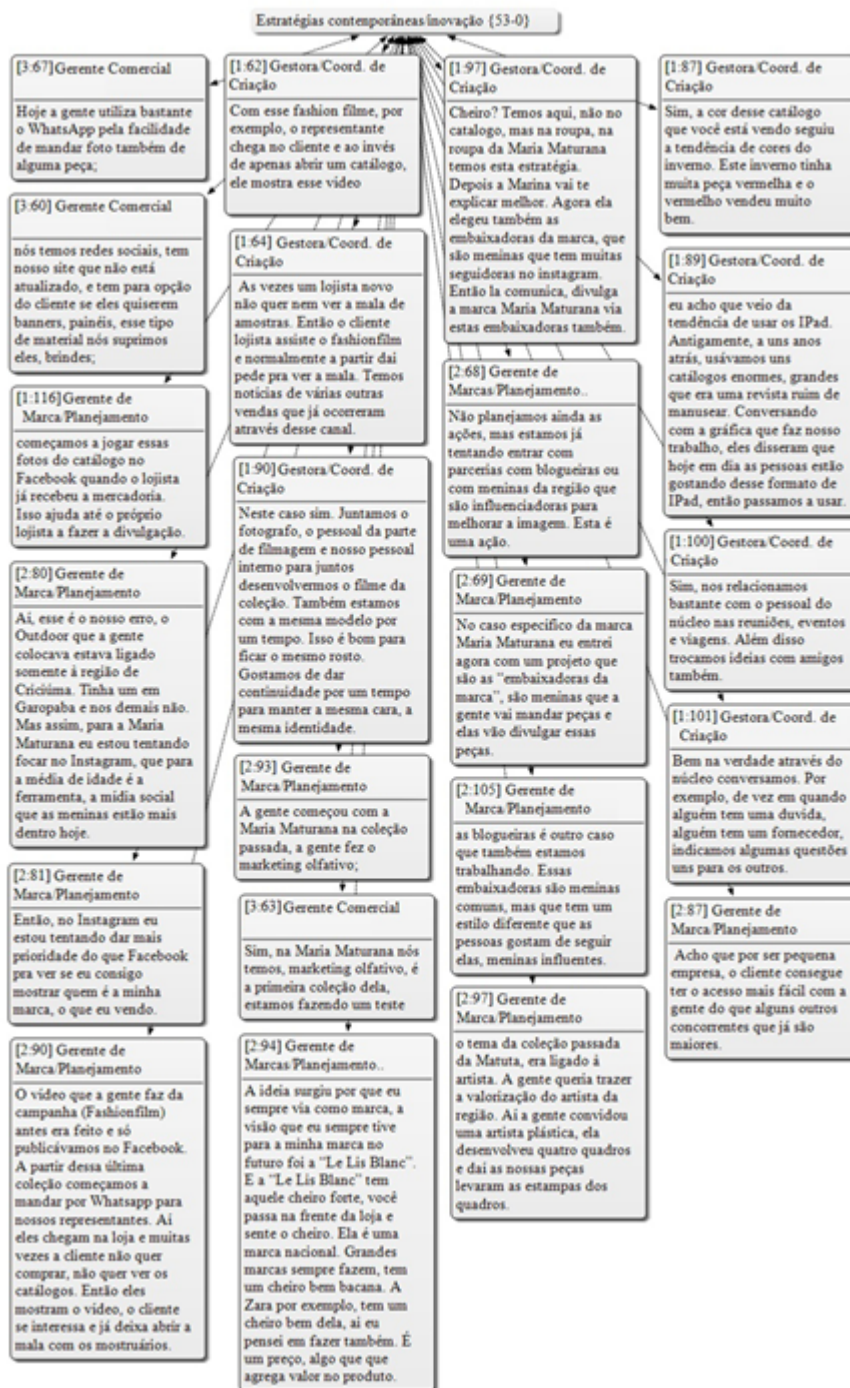 Estratégias contemporâneas/inovação {53-0}
[3:67]Gerente Comercial
Hoje a gente utiliza bastante
o WhatsApp pela facilidade
de mandar foto também de
alguma peça;
[3:60] Gerente Comercial
nós temos redes sociais, tem
nosso site que não está
atualizado, e tem para opção
do cliente se eles quiserem
banners, painéis, esse tipo
de material nós suprimos
eles, brindes;
[1:116] Gerente de
Marca/Planejamento
começamos a jogar essas
fotos do catálogo no
Facebook quando o lojista
já recebeu a mercadoria.
Isso ajuda até o próprio
lojista a fazer a divulgação.
[2:80] Gerente de
Marca/Planejamento
Aí, esse é o nosso erro, o
Outdoor que a gente
colocava estava ligado
somente à região de
Criciúma. Tinha um em
Garopaba e nos demais não.
Mas assim, para a Maria
Maturana eu estou tentando
focar no Instagram, que para
a média de idade é a
ferramenta, a mídia social
que as meninas estão mais
dentro hoje.
[2:81] Gerente de
Marca/Planejamento
Então, no Instagram eu
estou tentando dar mais
prioridade do que Facebook
pra ver se eu consigo
mostrar quem é a minha
marca, o que eu vendo.
[2:90] Gerente de
Marca/Planejamento
O vídeo que a gente faz da
campanha (Fashionfilm)
antes era feito e só
publicávamos no Facebook.
A partir dessa última
coleção começamos a
mandar por Whatsapp para
nossos representantes. Aí
eles chegam na loja e muitas
vezes a cliente não quer
comprar, não quer ver os
catálogos. Então eles
mostram o vídeo, o cliente
se interessa e já deixa abrir a
mala com os mostruários.
[1:62] Gestora/Coord. de
Criação
Com esse fashion filme, por
exemplo, o representante
chega no cliente e ao invés
de apenas abrir um catálogo,
ele mostra esse vídeo
[1:64] Gestora/Coord. de
Criação
As vezes um lojista novo
não quer nem ver a mala de
amostras. Então o cliente
lojista assiste o fashionfilm
e normalmente a partir dai
pede pra ver a mala. Temos
notícias de várias outras
vendas que já ocorreram
através desse canal.
[1:90] Gestora/Coord. de
Criação
Neste caso sim. Juntamos o
fotografo, o pessoal da parte
de filmagem e nosso pessoal
interno para juntos
desenvolvermos o filme da
coleção. Também estamos
com a mesma modelo por
um tempo. Isso é bom para
ficar o mesmo rosto.
Gostamos de dar
continuidade por um tempo
para manter a mesma cara, a
mesma identidade.
[2:93] Gerente de
Marca/Planejamento
A gente começou com a
Maria Maturana na coleção
passada, a gente fez o
marketing olfativo;
[3:63]Gerente Comercial
Sim, na Maria Maturana nós
temos, marketing olfativo, é
a primeira coleção dela,
estamos fazendo um teste
[2:94] Gerente de
Marcas/Planejamento..
A ideia surgiu por que eu
sempre via como marca, a
visão que eu sempre tive
para a minha marca no
futuro foi a “Le Lis Blanc”.
E a “Le Lis Blanc” tem
aquele cheiro forte, você
passa na frente da loja e
sente o cheiro. Ela é uma
marca nacional. Grandes
marcas sempre fazem, tem
um cheiro bem bacana. A
Zara por exemplo, tem um
cheiro bem dela, aí eu
pensei em fazer também. É
um preço, algo que que
agrega valor no produto.
[1:97] Gestora/Coord. de
Criação
Cheiro? Temos aqui, não no
catalogo, mas na roupa, na
roupa da Maria Maturana
temos esta estratégia.
Depois a Marina vai te
explicar melhor. Agora ela
elegeu também as
embaixadoras da marca, que
são meninas que tem muitas
seguidoras no instagram.
Então la comunica, divulga
a marca Maria Maturana via
estas embaixadoras também.
[2:68] Gerente de
Marcas/Planejamento..
Não planejamos ainda as
ações, mas estamos já
tentando entrar com
parcerias com blogueiras ou
com meninas da região que
são influenciadoras para
melhorar a imagem. Esta é
uma ação.
[2:69] Gerente de
Marca/Planejamento
No caso específico da marca
Maria Maturana eu entrei
agora com um projeto que
são as “embaixadoras da
marca”, são meninas que a
gente vai mandar peças e
elas vão divulgar essas
peças.
[2:105] Gerente de
Marca/Planejamento
as blogueiras é outro caso
que também estamos
trabalhando. Essas
embaixadoras são meninas
comuns, mas que tem um
estilo diferente que as
pessoas gostam de seguir
elas, meninas influentes.
[2:97] Gerente de
Marca/Planejamento
o tema da coleção passada
da Matuta, era ligado à
artista. A gente queria trazer
a valorização do artista da
região. Aí a gente convidou
uma artista plástica, ela
desenvolveu quatro quadros
e daí as nossas peças
levaram as estampas dos
quadros.
[1:87] Gestora/Coord. de
Criação
Sim, a cor desse catálogo
que você está vendo seguiu
a tendência de cores do
inverno. Este inverno tinha
muita peça vermelha e o
vermelho vendeu muito
bem.
[1:89] Gestora/Coord. de
Criação
eu acho que veio da
tendência de usar os IPad.
Antigamente, a uns anos
atrás, usávamos uns
catálogos enormes, grandes
que era uma revista ruim de
manusear. Conversando
com a gráfica que faz nosso
trabalho, eles disseram que
hoje em dia as pessoas estão
gostando desse formato de
IPad, então passamos a usar.
[1:100] Gestora/Coord. de
Criação
Sim, nos relacionamos
bastante com o pessoal do
núcleo nas reuniões, eventos
e viagens. Além disso
trocamos ideias com amigos
também.
[1:101] Gestora/Coord. de
Criação
Bem na verdade através do
núcleo conversamos. Por
exemplo, de vez em quando
alguém tem uma duvida,
alguém tem um fornecedor,
indicamos algumas questões
uns para os outros.
[2:87] Gerente de
Marca/Planejamento
Acho que por ser pequena
empresa, o cliente consegue
ter o acesso mais fácil com a
gente do que alguns outros
concorrentes que já são
maiores.